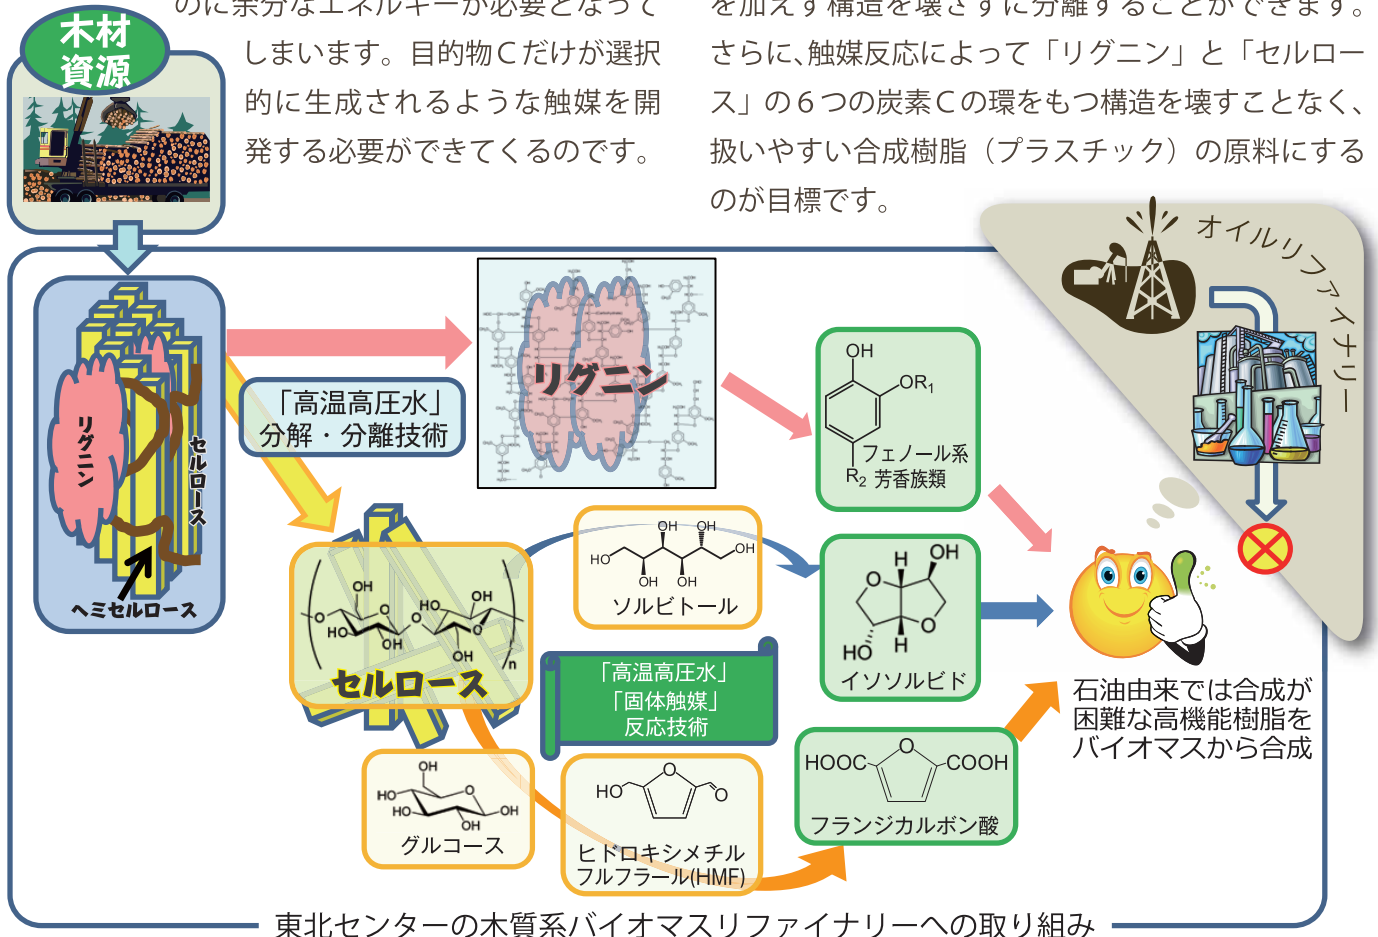 のに余分なエネルギーが必要となって
しまいます。目的物Ｃだけが選択
的に生成されるような触媒を開
発する必要ができてくるのです。
を加えず構造を壊さずに分離することができます。
さらに、触媒反応によって「リグニン」と「セルロー
ス」の６つの炭素Ｃの環をもつ構造を壊すことなく、
扱いやすい合成樹脂（プラスチック）の原料にする
のが目標です。
木材
資源
オイルリファイナリー
リグニン
セルロース
ヘミセルロース
「高温高圧水」
分解・分離技術
リグニン
OH
OR1
R2
フェノール系
芳香族類
OH
OH
HO
OH
OH
OH
ソルビトール
H
OH
O
O
HO
H
イソソルビド
OH
O
O
HO
OH
O
HO
OH
O
O
OH
n
セルロース
「高温高圧水」
「固体触媒」
反応技術
石油由来では合成が
困難な高機能樹脂を
バイオマスから合成
OH
HO
O
HO
OH
OH
グルコース
HO
O
O
ヒドロキシメチル
フルフラール(HMF)
HOOC
O
COOH
フランジカルボン酸
東北センターの木質系バイオマスリファイナリーへの取り組み